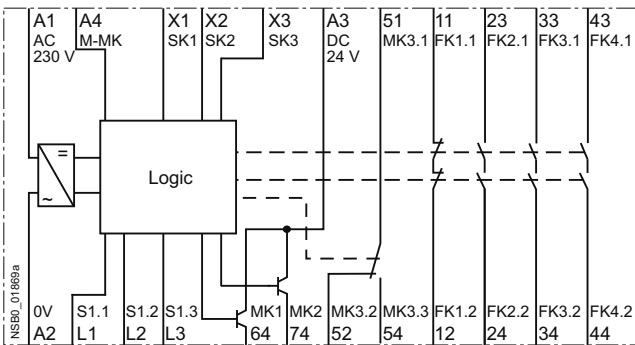 A1 A4 X1 X2 X3 A3 51 11 23 33 43
AC M-MK SK1 SK2 SK3 DC MK3.1 FK1.1 FK2.1 FK3.1 FK4.1
230 V 24 V
=
~
Logic
NSB0_01869a
0V S1.1 S1.2 S1.3 MK1 MK2 MK3.2 MK3.3 FK1.2 FK2.2 FK3.2 FK4.2
A2 L1 L2 L3 64 74 52 54 12 24 34 44